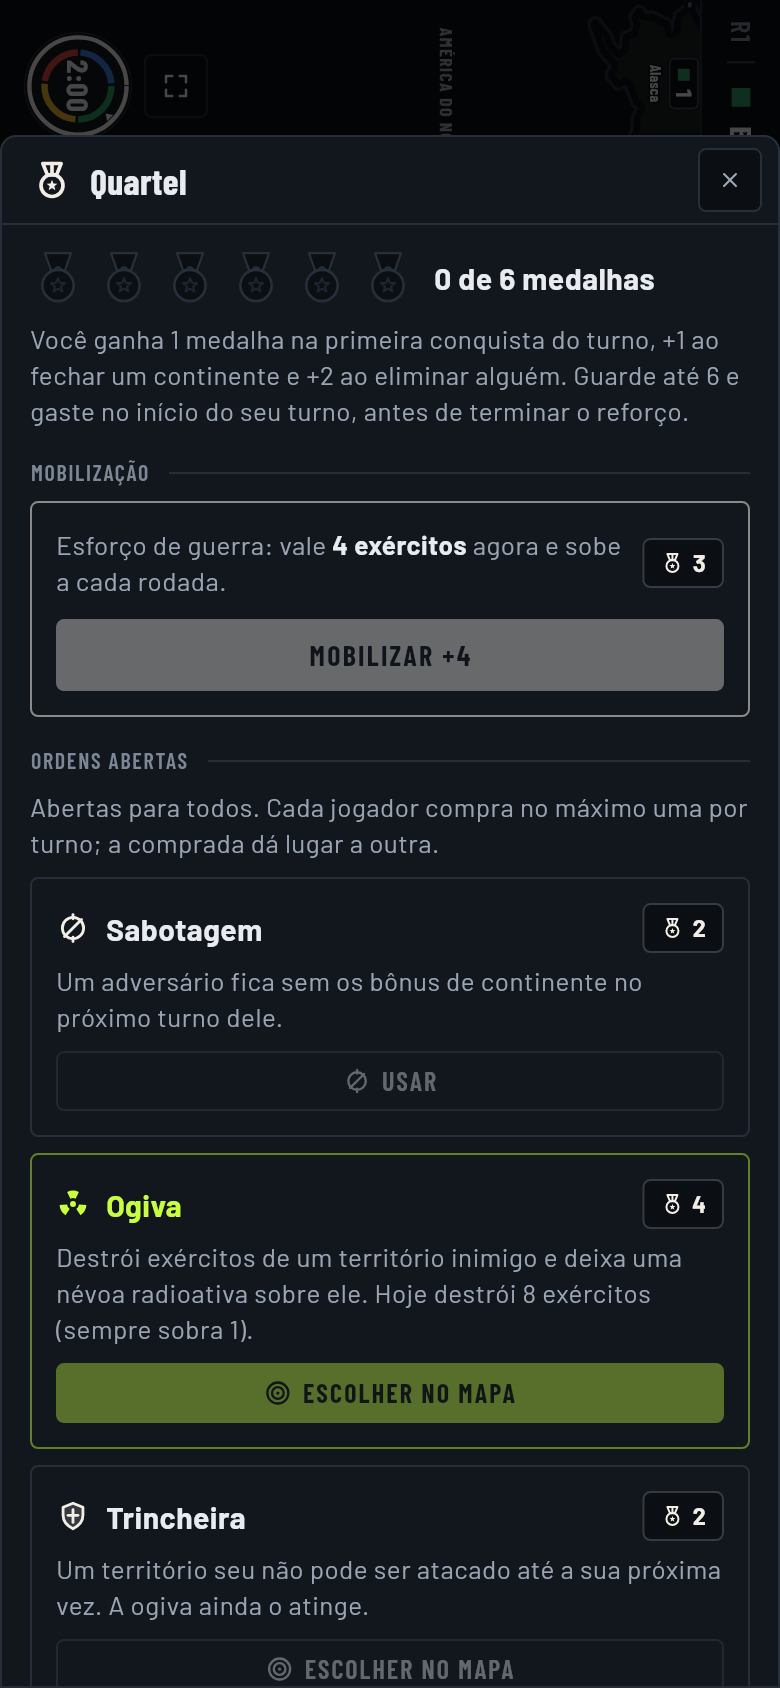 2:00
AMÉRICA DO NO
Alasca
1
R1
Quartel
0 de 6 medalhas
Você ganha 1 medalha na primeira conquista do turno, +1 ao
fechar um continente e +2 ao eliminar alguém. Guarde até 6 e
gaste no início do seu turno, antes de terminar o reforço.
MOBILIZAÇÃO
Esforço de guerra: vale 4 exércitos agora e sobe
a cada rodada.
3
MOBILIZAR +4
ORDENS ABERTAS
Abertas para todos. Cada jogador compra no máximo uma por
turno; a comprada dá lugar a outra.
Sabotagem
2
Um adversário fica sem os bônus de continente no
próximo turno dele.
USAR
Ogiva
4
Destrói exércitos de um território inimigo e deixa uma
névoa radioativa sobre ele. Hoje destrói 8 exércitos
(sempre sobra 1).
ESCOLHER NO MAPA
Trincheira
2
Um território seu não pode ser atacado até a sua próxima
vez. A ogiva ainda o atinge.
ESCOLHER NO MAPA